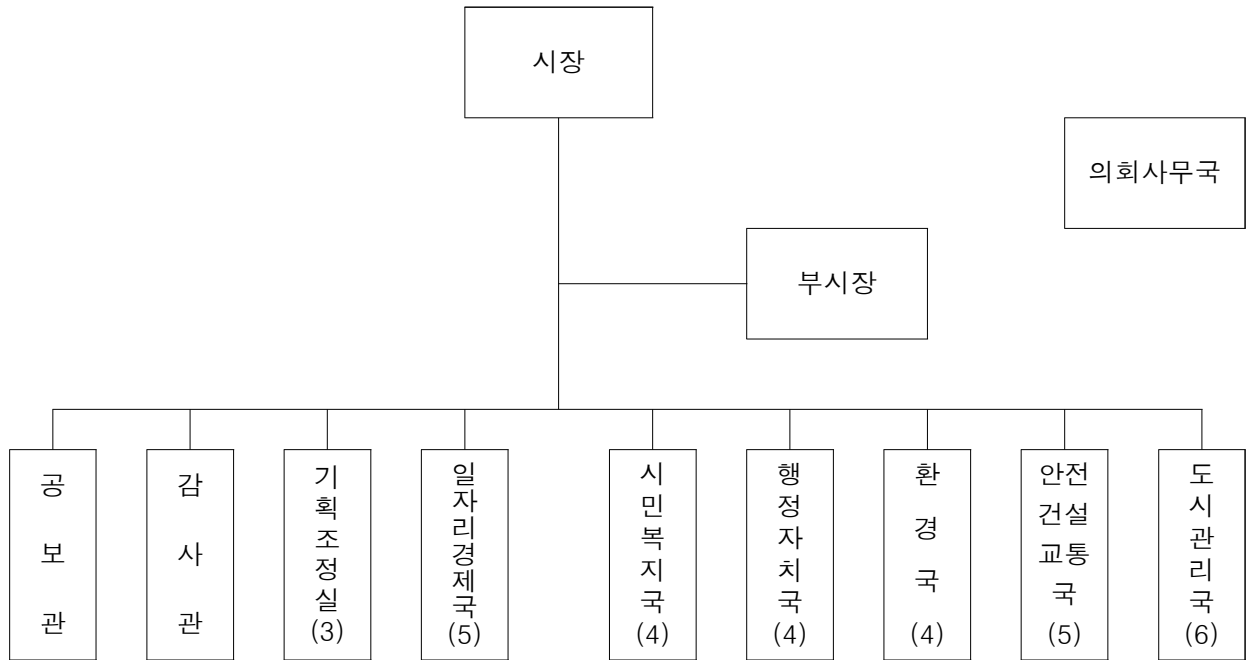 시장
의회사무국
부시장
공보관
감사관
기획조정실
(3)
일자리경제국
(5)
시민복지국
(4)
행정자치국
(4)
환경국
(4)
안전
건설
교통
국
(5)
도시관리국
(6)